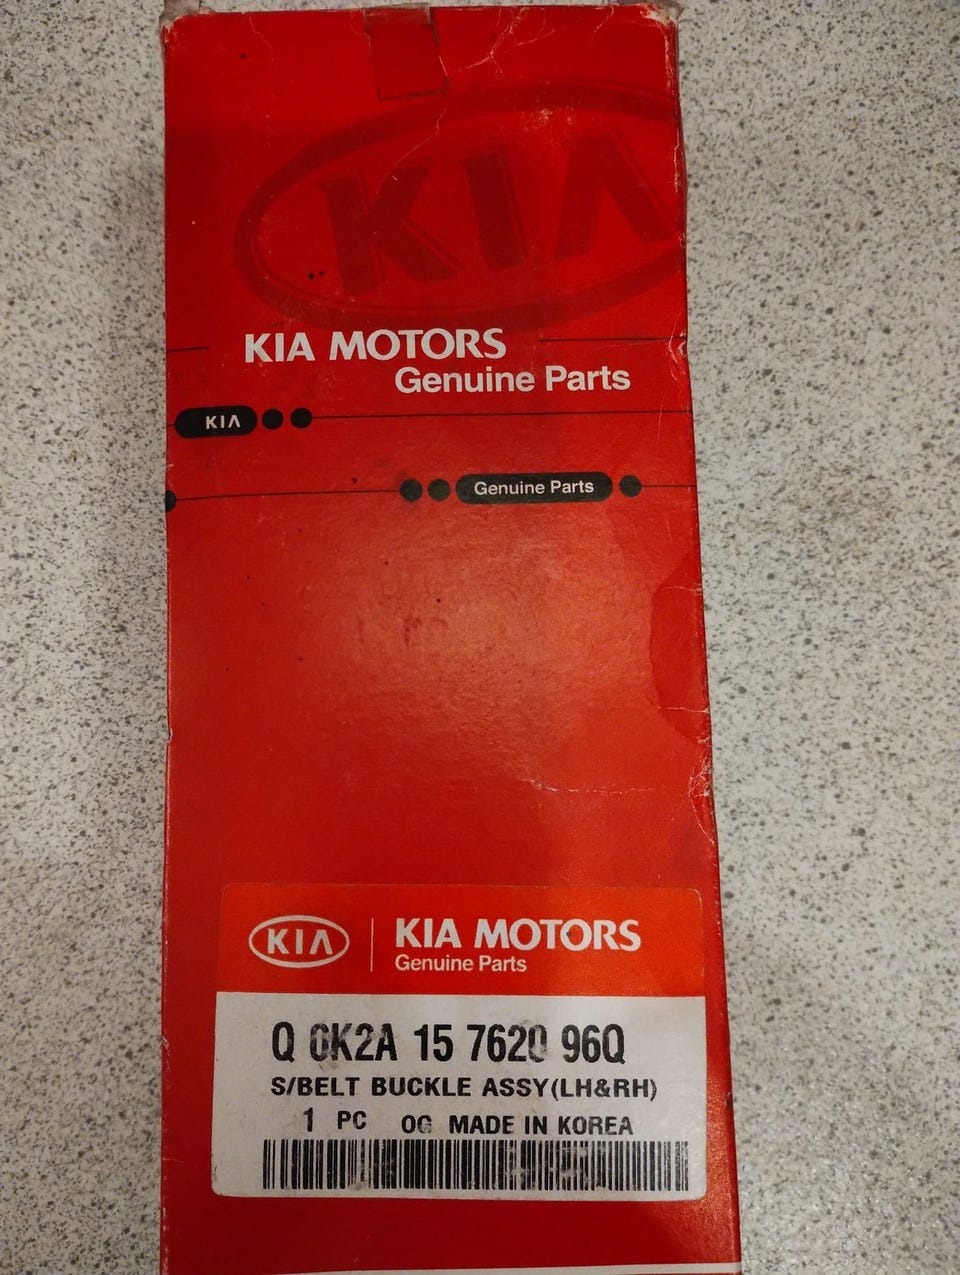 KIA
KIA MOTORS
Genuine Parts
KIA
Genuine Parts
KIA
KIA MOTORS
Genuine Parts
Q 0K2A 15 7620 96Q
S/BELT BUCKLE ASSY(LH&RH)
1 PC OG MADE IN KOREA